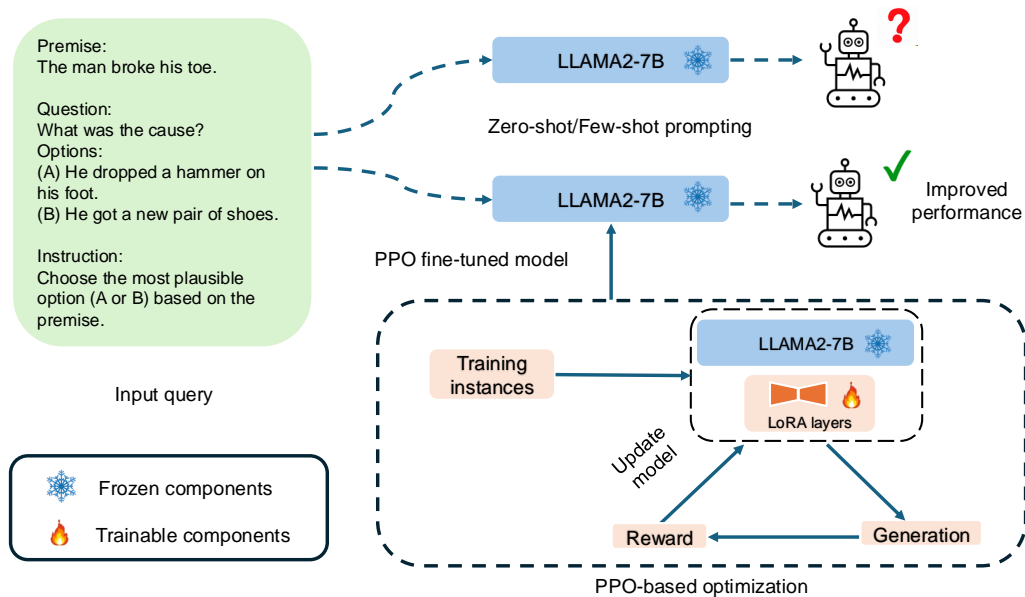 Premise:
The man broke his toe.
Question:
What was the cause?
Options:
(A) He dropped a hammer on
his foot.
(B) He got a new pair of shoes.
Instruction:
Choose the most plausible
option (A or B) based on the
premise.
Input query
LLAMA2-7B
?
Zero-shot/Few-shot prompting
LLAMA2-7B
Improved
performance
PPO fine-tuned model
LLAMA2-7B
Training
instances
LoRA layers
Update
model
Reward
Generation
PPO-based optimization
Frozen components
Trainable components